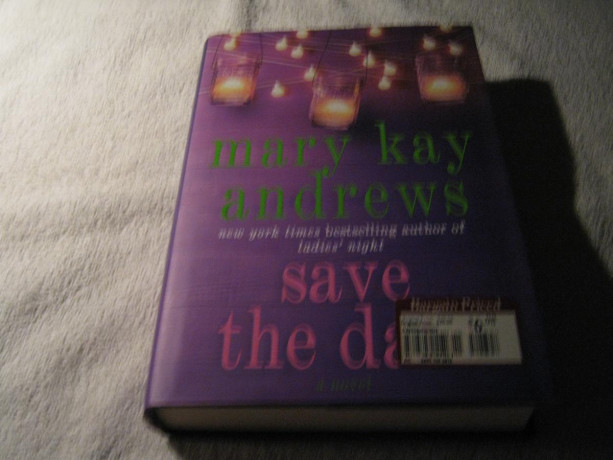 mary kay
andrews
new york times bestselling author of
ladies' night
save
the da
a novel
Bargain Priced